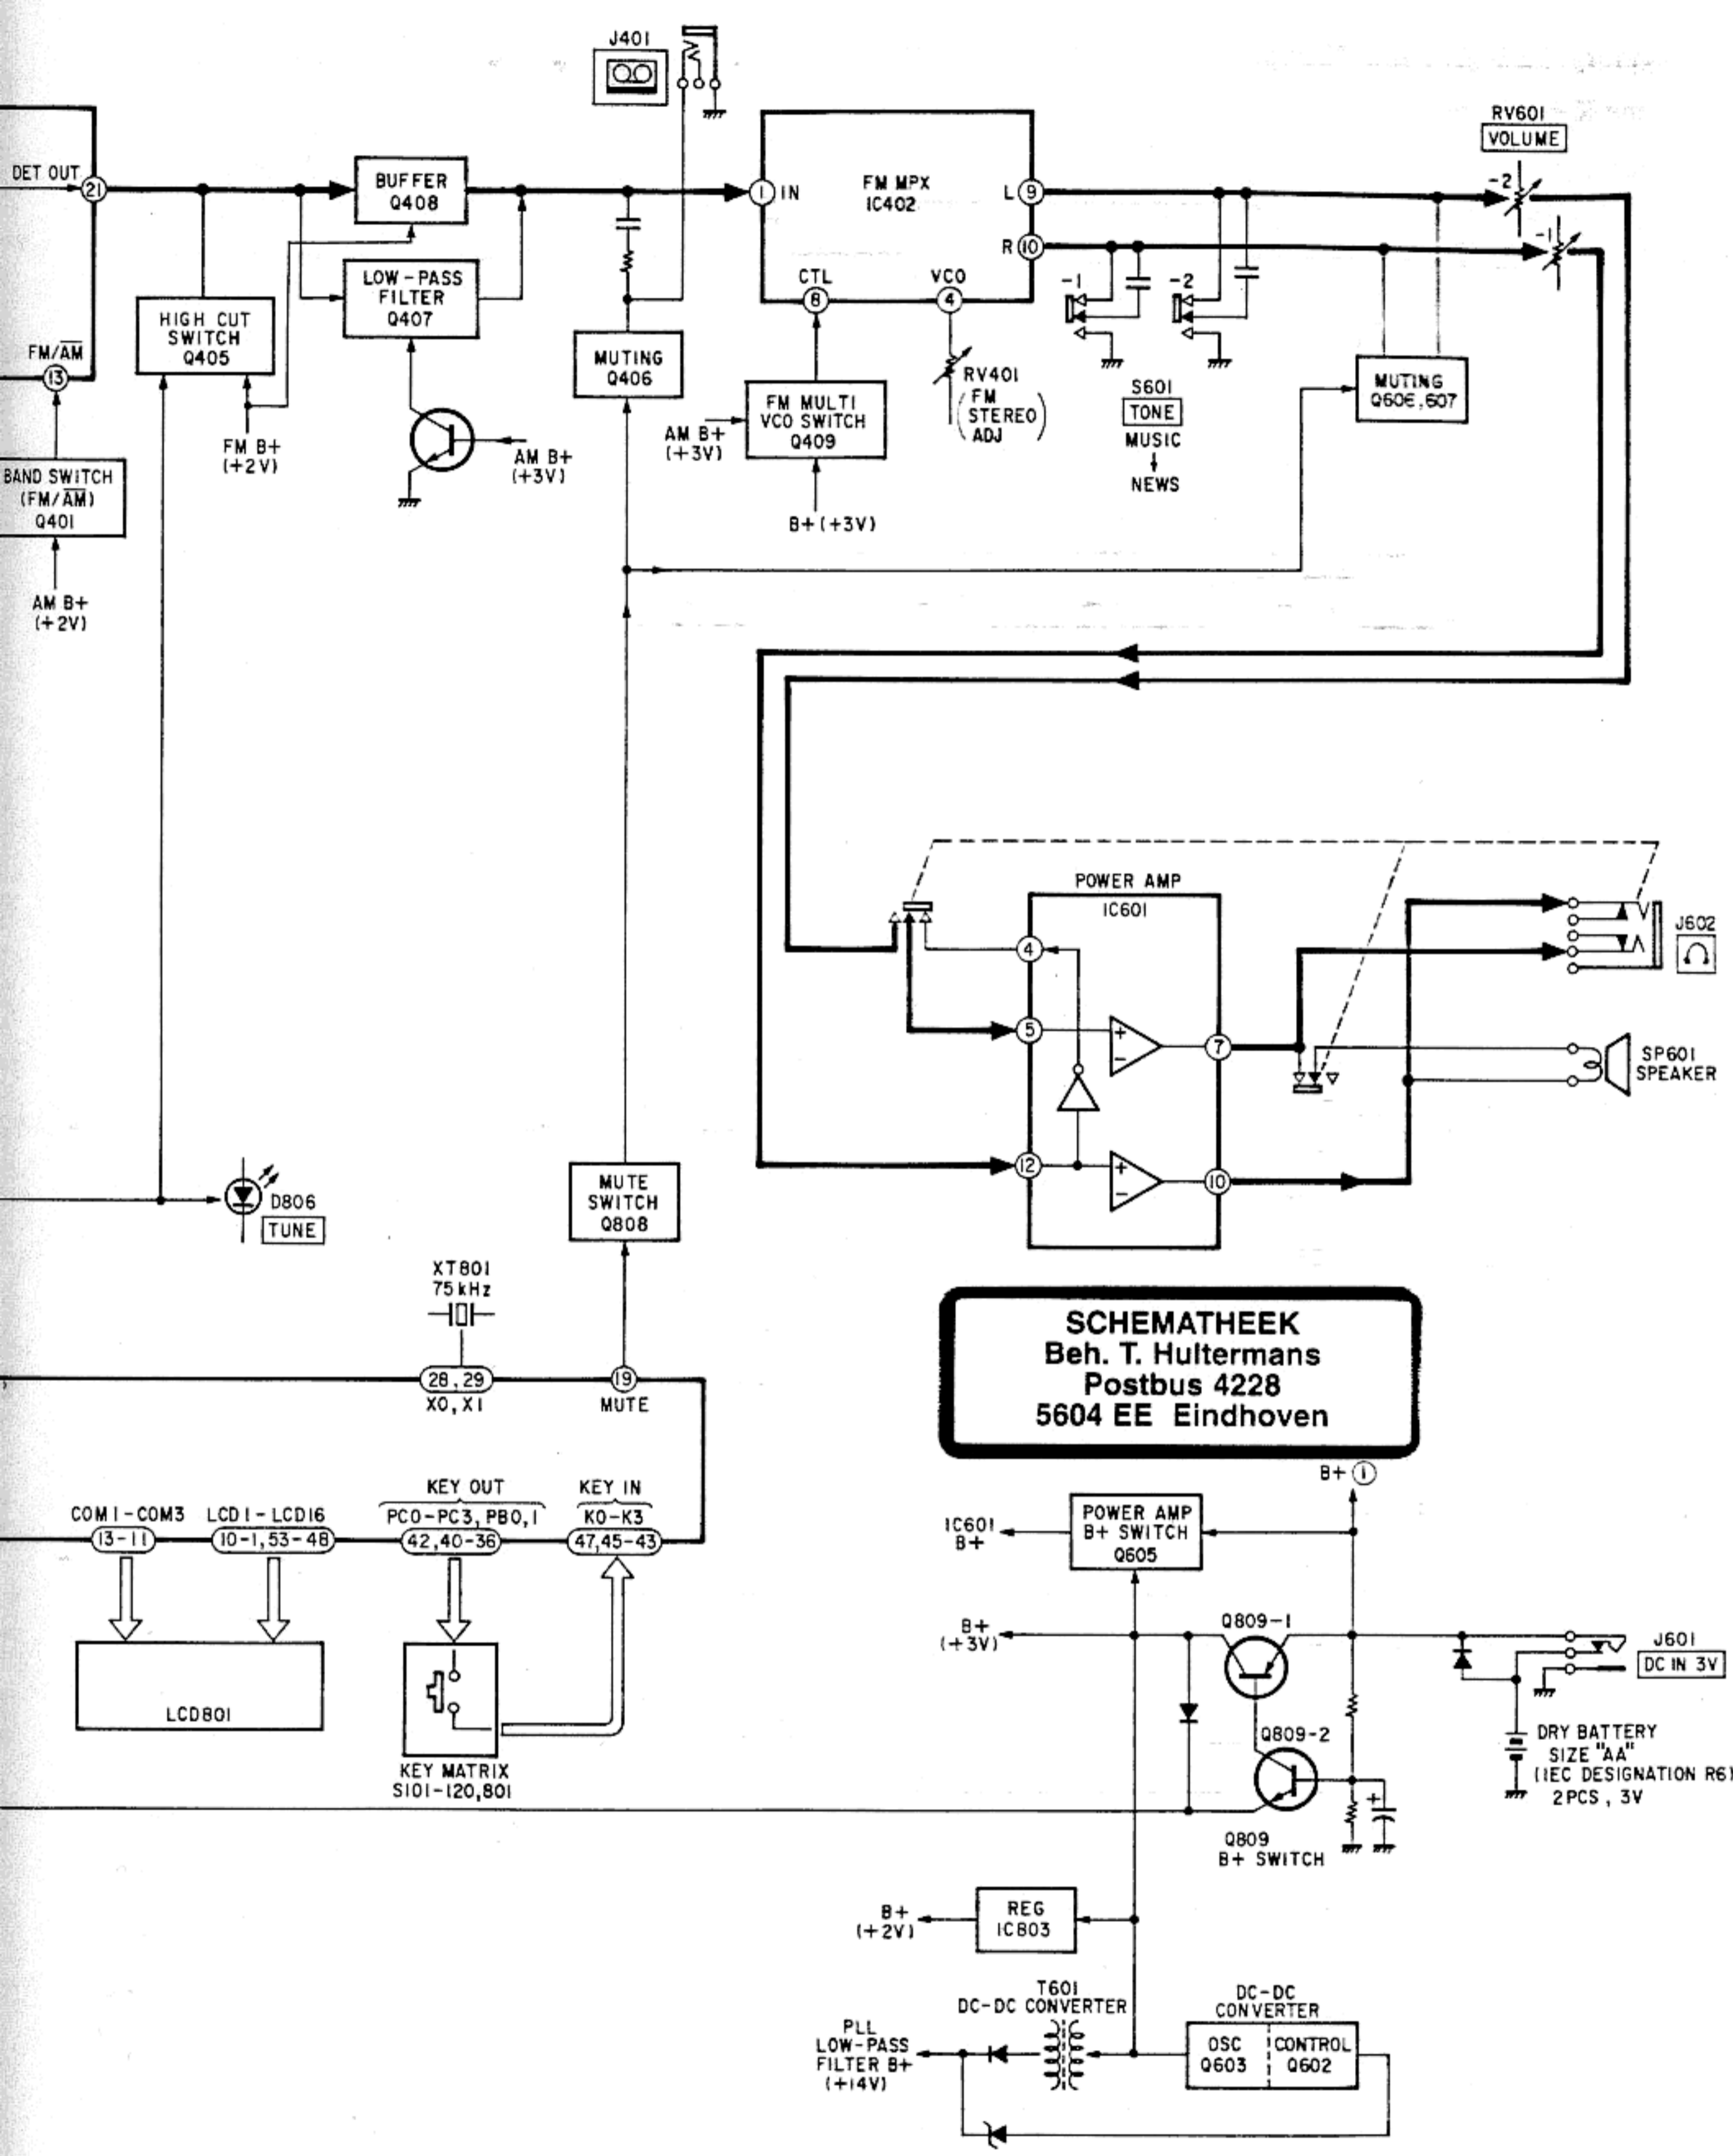 J401
RV601
VOLUME
DET OUT
21
BUFFER
Q408
1 IN
FM MPX
IC402
L 9
-2
R 10
-1
LOW-PASS
FILTER
Q407
CTL
8
VCO
4
-1
-2
HIGH CUT
SWITCH
Q405
FM/A̅M̅
13
MUTING
Q406
RV401
(FM
STEREO
ADJ)
S601
TONE
MUSIC
NEWS
MUTING
Q606,607
FM MULTI
VCO SWITCH
Q409
AM B+
(+3V)
FM B+
(+2V)
AM B+
(+3V)
BAND SWITCH
(FM/A̅M̅)
Q401
B+(+3V)
AM B+
(+2V)
POWER AMP
IC601
4
J602
5
+
-
7
SP601
SPEAKER
12
+
-
10
D806
TUNE
MUTE
SWITCH
Q808
XT801
75kHz
28,29
X0,X1
19
MUTE
SCHEMATHEEK
Beh. T. Hultermans
Postbus 4228
5604 EE Eindhoven
B+ 1
KEY OUT
KEY IN
COM1-COM3
LCD1-LCD16
PC0-PC3,PB0,1
K0-K3
13-11
10-1,53-48
42,40-36
47,45-43
IC601
B+
POWER AMP
B+ SWITCH
Q605
B+
(+3V)
Q809-1
J601
DC IN 3V
LCD801
Q809-2
DRY BATTERY
SIZE "AA"
(IEC DESIGNATION R6)
2PCS, 3V
KEY MATRIX
S101-120,801
+
Q809
B+ SWITCH
B+
(+2V)
REG
IC803
T601
DC-DC CONVERTER
DC-DC
CONVERTER
PLL
LOW-PASS
FILTER B+
(+14V)
OSC
Q603
CONTROL
Q602